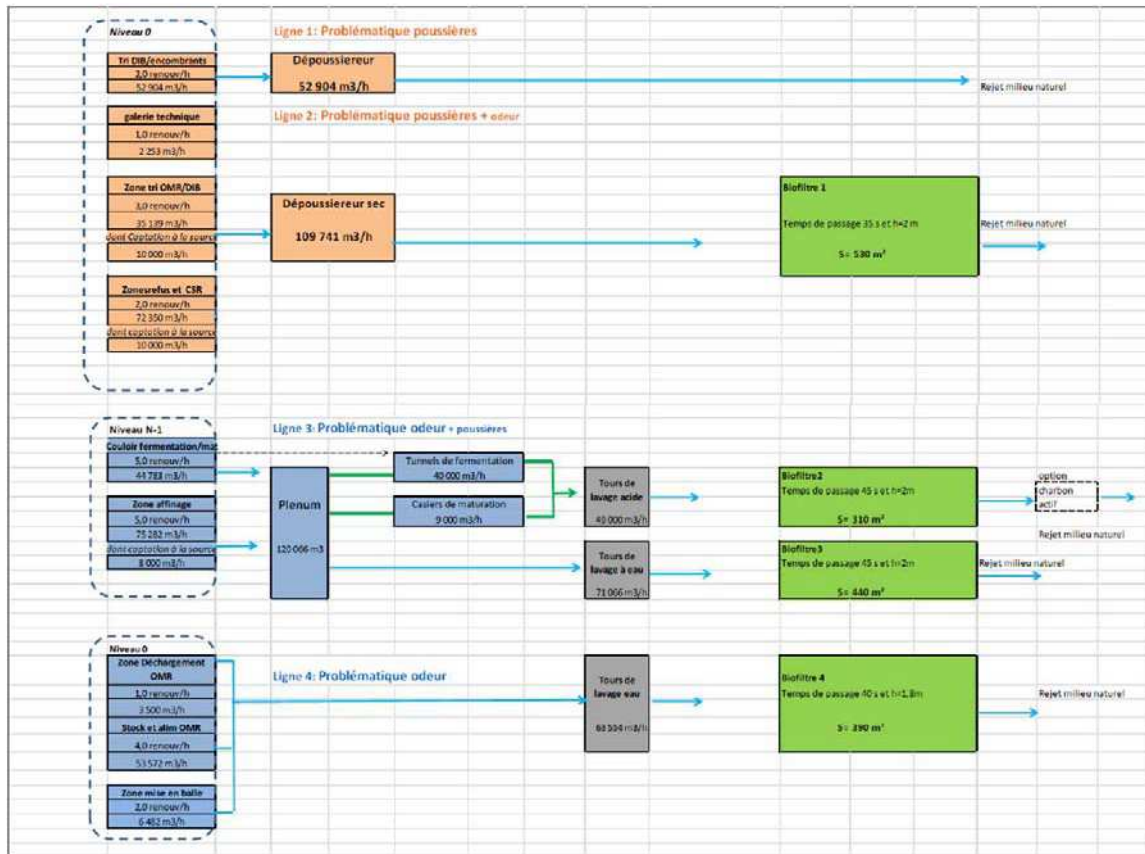 Niveau 0
Ligne 1: Problématique poussières
Tri DIB/encombrants
2,0 renouv/h
52 904 m3/h
Dépoussiereur
52 904 m3/h
Rejet milieu naturel
Ligne 2: Problématique poussières + odeur
galerie technique
1,0 renouv/h
2 253 m3/h
Zone tri OMR/DIB
3,0 renouv/h
35 139 m3/h
dont Captation à la source
10 000 m3/h
Dépoussiereur sec
109 741 m3/h
Biofiltre 1
Temps de passage 35 s et h=2 m
S= 530 m²
Rejet milieu naturel
Zonesrefus et CSR
2,0 renouv/h
72 350 m3/h
dont captation à la source
10 000 m3/h
Niveau N-1
Ligne 3: Problématique odeur + poussières
Couloir fermentation/mat
5,0 renouv/h
44 783 m3/h
Zone affinage
5,0 renouv/h
75 282 m3/h
dont captation à la source
8 000 m3/h
Plenum
120 066 m3
Tunnels de fermentation
40 000 m3/h
Casiers de maturation
9 000 m3/h
Tours de
lavage acide
49 000 m3/h
Tours de
lavage à eau
71 066 m3/h
Biofiltre2
Temps de passage 45 s et h=2m
S= 310 m²
option
charbon
actif
Rejet milieu naturel
Biofiltre3
Temps de passage 45 s et h=2m
S= 440 m²
Rejet milieu naturel
Niveau 0
Ligne 4: Problématique odeur
Zone Déchargement
OMR
1,0 renouv/h
3 500 m3/h
Stock et alim OMR
4,0 renouv/h
53 572 m3/h
Zone mise en balle
2,0 renouv/h
6 482 m3/h
Tours de
lavage eau
63 554 m3/h
Biofiltre 4
Temps de passage 40 s et h=1,8m
S= 390 m²
Rejet milieu naturel